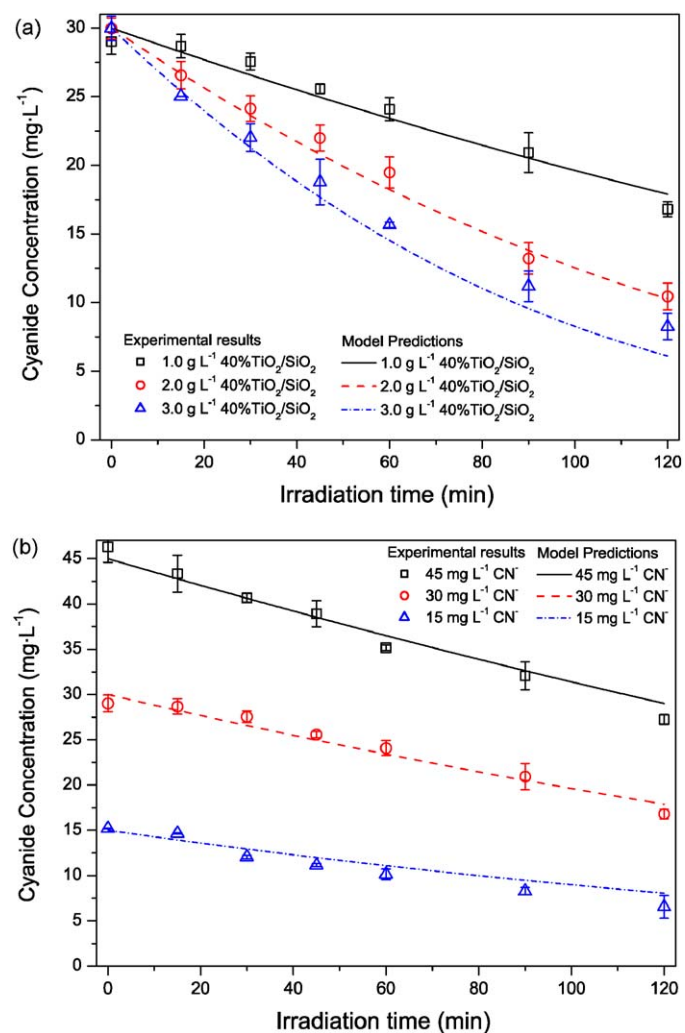 (a)
30
25
20
15
10
5
0
Cyanide Concentration (mg·L⁻¹)
Experimental results Model Predictions
1.0 g L⁻¹ 40%TiO₂/SiO₂ 1.0 g L⁻¹ 40%TiO₂/SiO₂
2.0 g L⁻¹ 40%TiO₂/SiO₂ 2.0 g L⁻¹ 40%TiO₂/SiO₂
3.0 g L⁻¹ 40%TiO₂/SiO₂ 3.0 g L⁻¹ 40%TiO₂/SiO₂
0 20 40 60 80 100 120
Irradiation time (min)
(b)
45
40
35
30
25
20
15
10
5
0
Cyanide Concentration (mg·L⁻¹)
Experimental results Model Predictions
45 mg L⁻¹ CN⁻ 45 mg L⁻¹ CN⁻
30 mg L⁻¹ CN⁻ 30 mg L⁻¹ CN⁻
15 mg L⁻¹ CN⁻ 15 mg L⁻¹ CN⁻
0 20 40 60 80 100 120
Irradiation time (min)